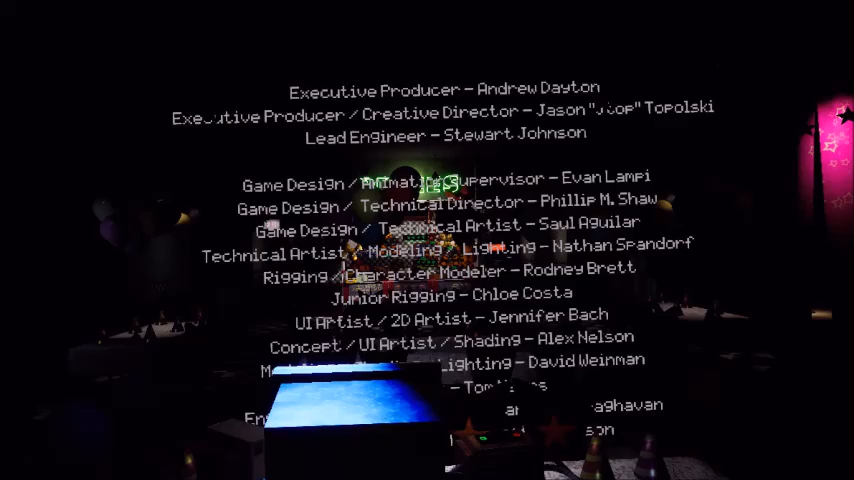 Executive Producer - Andrew Dayton
Executive Producer / Creative Director - Jason "JTop" Topolski
Lead Engineer - Stewart Johnson
Game Design / Animation Supervisor - Evan Lampi
Game Design / Technical Director - Phillip M. Shaw
Game Design / Technical Artist - Saul Aguilar
Technical Artist / Modeling / Lighting - Nathan Spandorf
Rigging / Character Modeler - Rodney Brett
Junior Rigging - Chloe Costa
UI Artist / 2D Artist - Jennifer Bach
Concept / UI Artist / Shading - Alex Nelson
Lighting - David Weinman